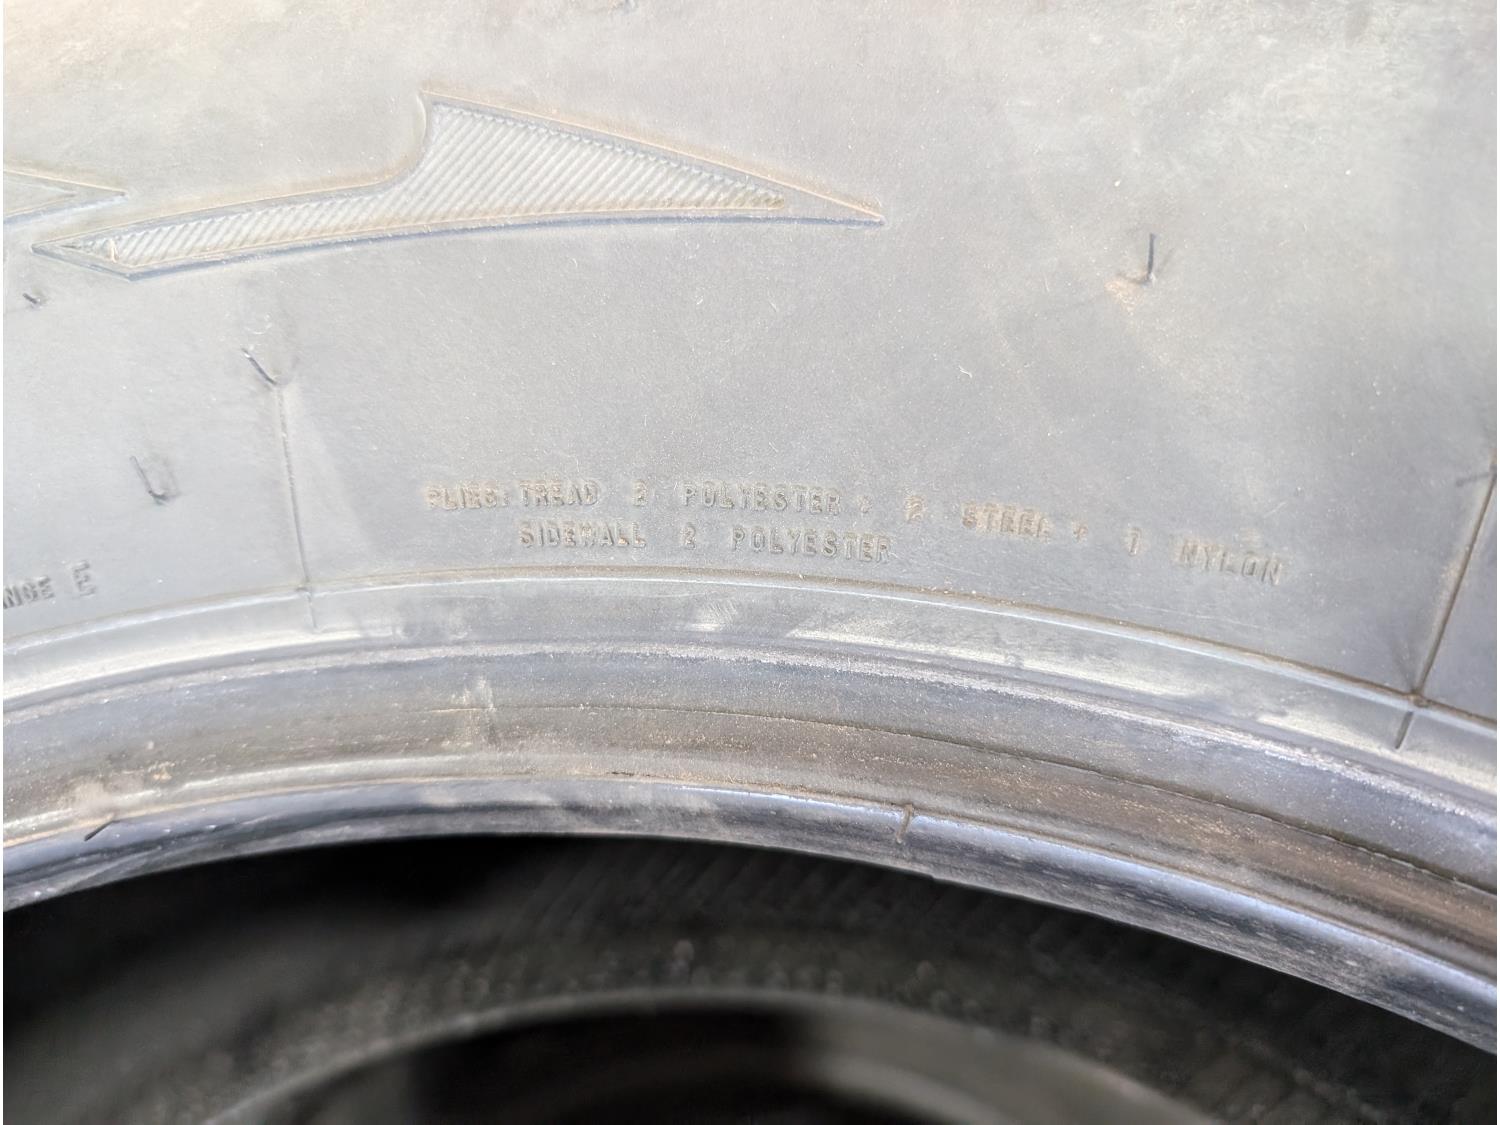 PLIES: TREAD 2 POLYESTER + 2 STEEL + 1 NYLON
SIDEWALL 2 POLYESTER